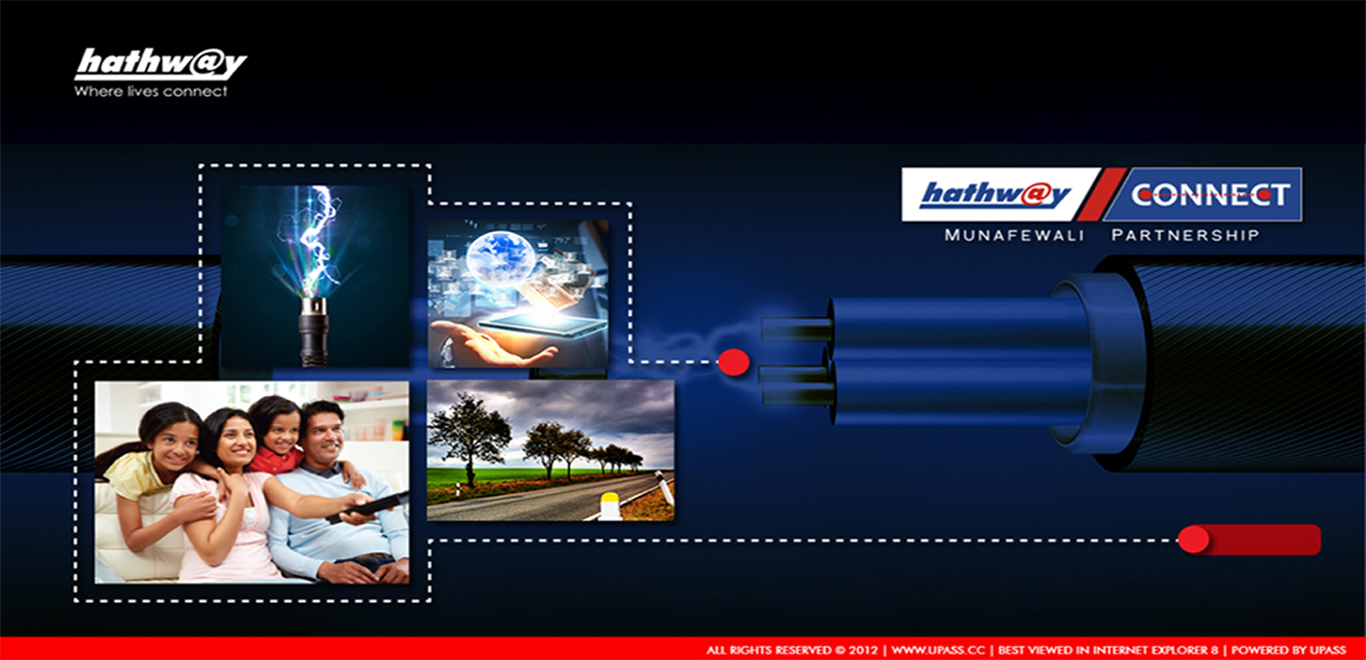 hathw@y
Where lives connect
hathw@y CONNECT
MUNAFEWALI PARTNERSHIP
ALL RIGHTS RESERVED © 2012 | WWW.UPASS.CC | BEST VIEWED IN INTERNET EXPLORER 8 | POWERED BY UPASS